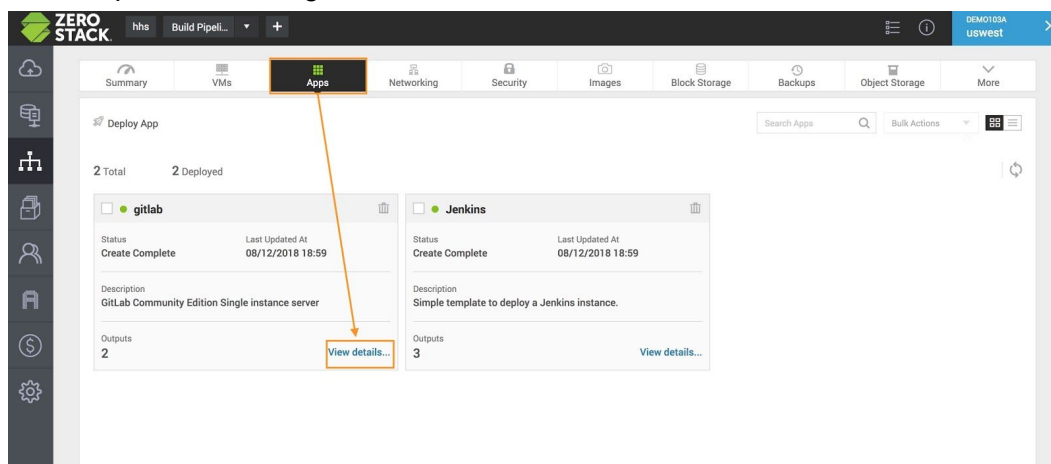 ZERO STACK.
hhs
Build Pipeli...
+
DEMO103A
uswest
Summary
VMs
Apps
Networking
Security
Images
Block Storage
Backups
Object Storage
More
Deploy App
Search Apps
Bulk Actions
2 Total
2 Deployed
gitlab
Status
Last Updated At
Create Complete
08/12/2018 18:59
Description
GitLab Community Edition Single instance server
Outputs
2
View details...
Jenkins
Status
Last Updated At
Create Complete
08/12/2018 18:59
Description
Simple template to deploy a Jenkins instance.
Outputs
3
View details...